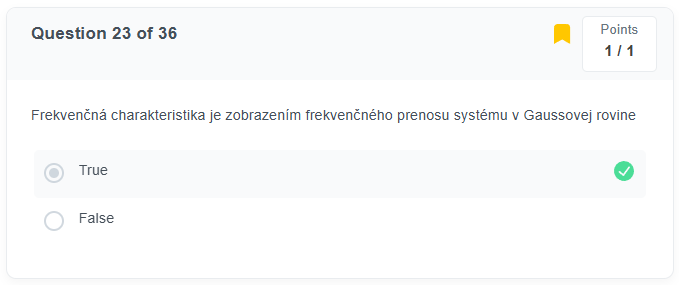 Question 23 of 36
Points
1 / 1
Frekvenčná charakteristika je zobrazením frekvenčného prenosu systému v Gaussovej rovine
True
False